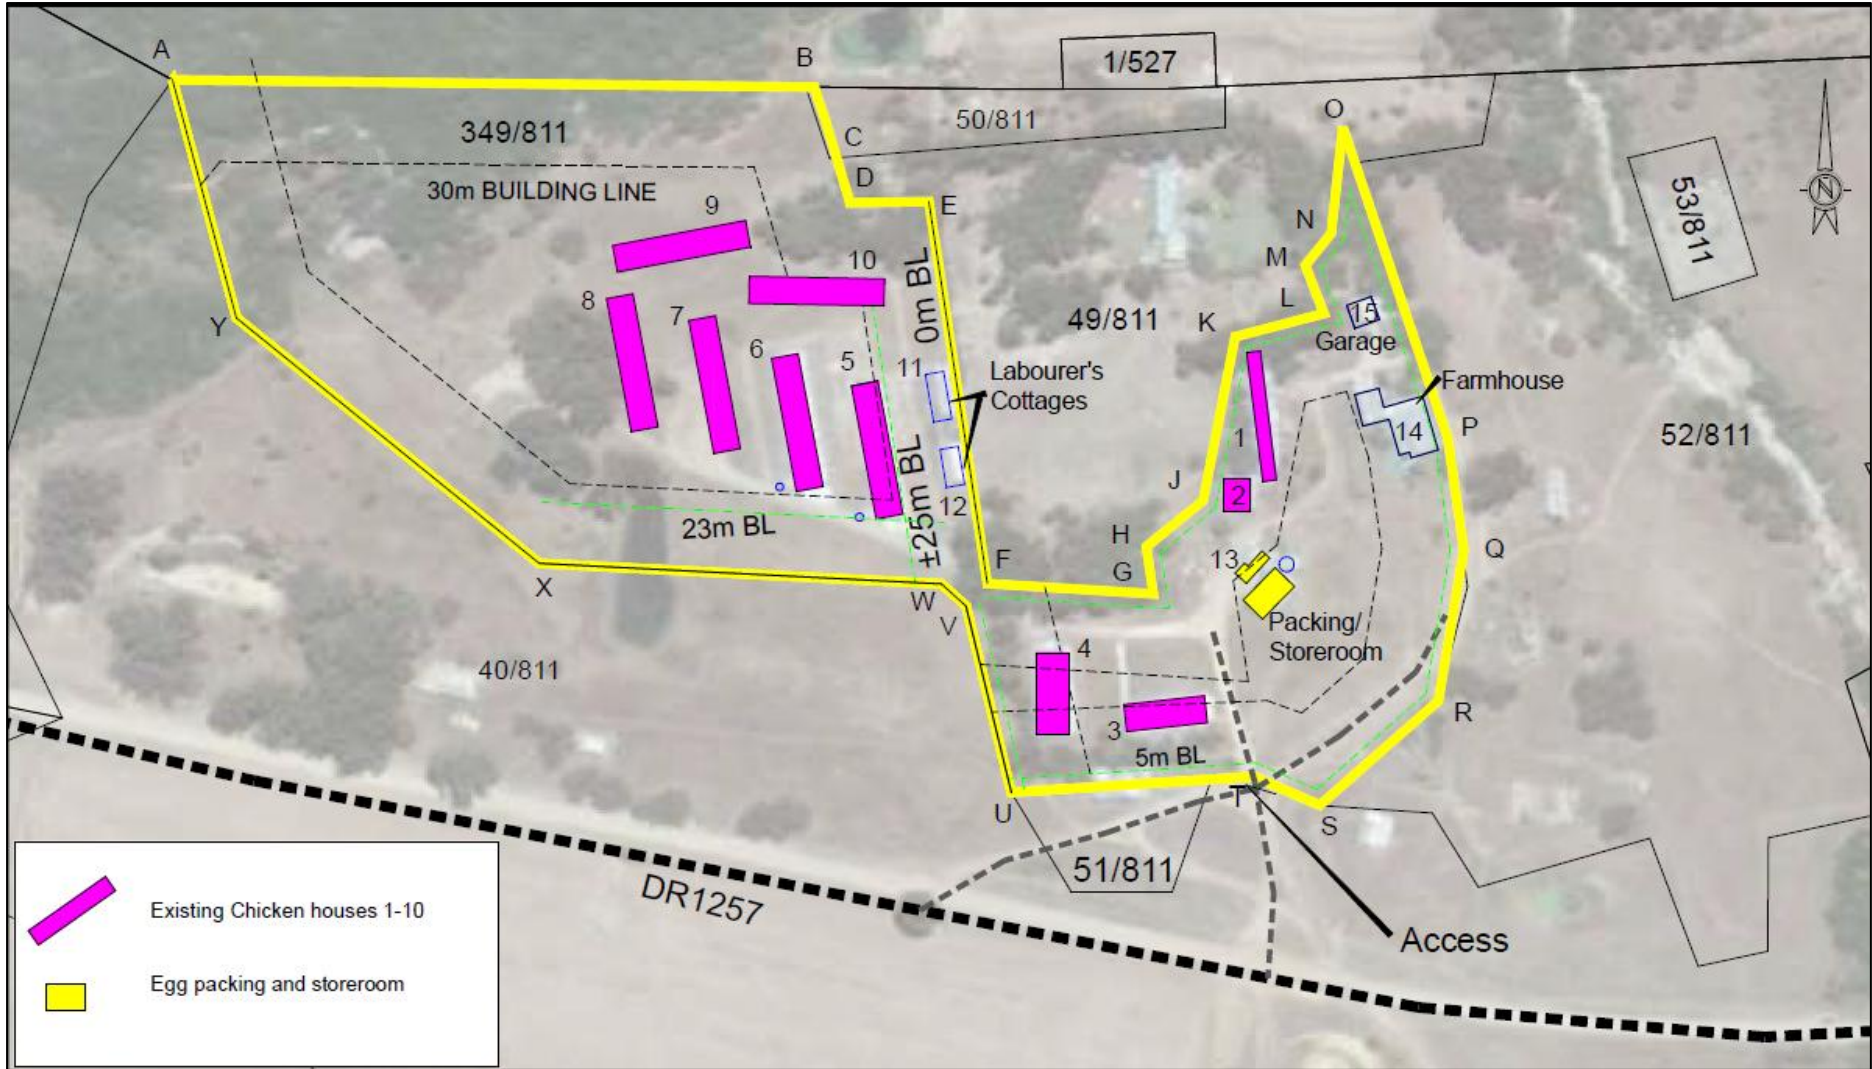 A
B
1/527
O
349/811
50/811
C
30m BUILDING LINE
D
9
E
53/811
N
N
M
10
0m BL
8
7
L
15
49/811
K
Y
Garage
6
5
11
Labourer's
Cottages
Farmhouse
1
14
P
52/811
±25m BL
J
2
12
23m BL
H
Q
F
G
13
X
W
V
Packing/
Storeroom
40/811
4
R
3
5m BL
U
T
S
51/811
DR1257
Access
Existing Chicken houses 1-10
Egg packing and storeroom